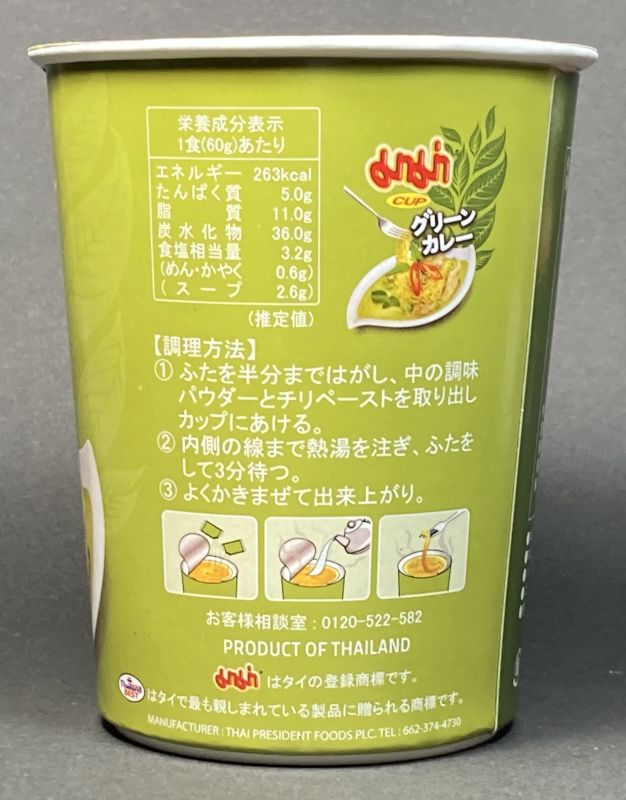 栄養成分表示
1食(60g)あたり
エネルギー 263kcal
たんぱく質 5.0g
脂質 11.0g
炭水化物 36.0g
食塩相当量 3.2g
(めん・かやく 0.6g)
(スープ 2.6g)
(推定値)
มาม่า
CUP
グリーン
カレー
【調理方法】
① ふたを半分まではがし、中の調味
パウダーとチリペーストを取り出し
カップにあける。
② 内側の線まで熱湯を注ぎ、ふたを
して3分待つ。
③ よくかきまぜて出来上がり。
お客様相談室 : 0120-522-582
PRODUCT OF THAILAND
มาม่า はタイの登録商標です。
Thailand BEST はタイで最も親しまれている製品に贈られる商標です。
MANUFACTURER : THAI PRESIDENT FOODS PLC. TEL : 662-374-4730